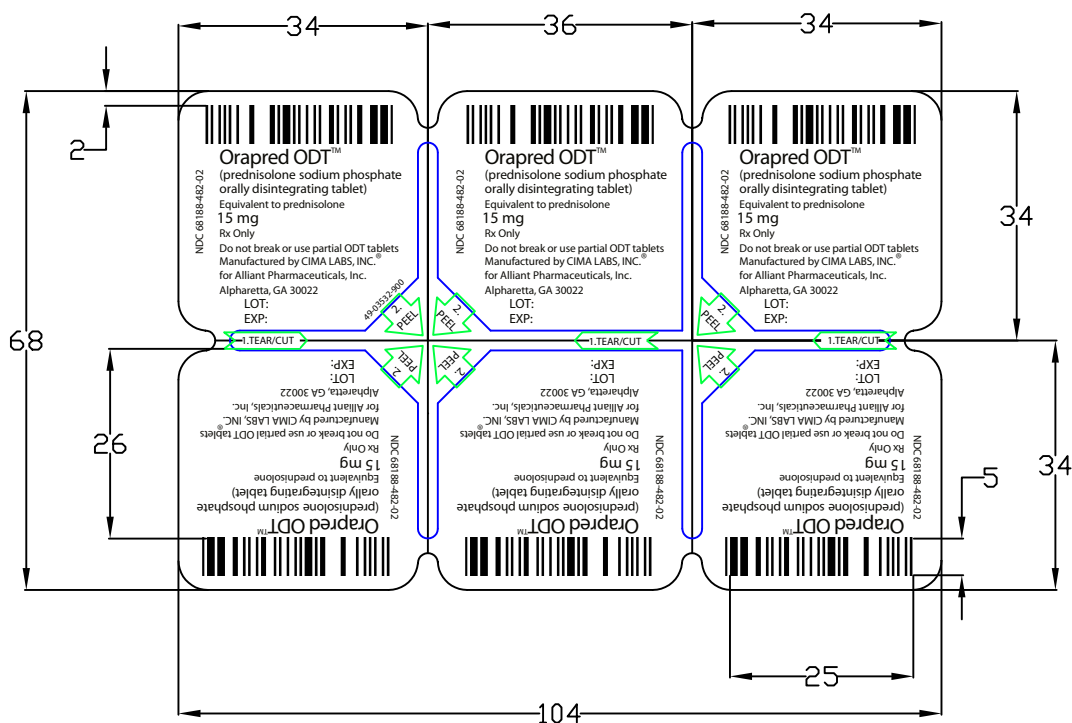 34
36
34
2
Orapred ODT™
(prednisolone sodium phosphate
orally disintegrating tablet)
Equivalent to prednisolone
15 mg
Rx Only
Do not break or use partial ODT tablets
Manufactured by CIMA LABS, INC.®
for Alliant Pharmaceuticals, Inc.
Alpharetta, GA 30022
LOT:
EXP:
NDC 68188-482-02
49-03532-900
Orapred ODT™
(prednisolone sodium phosphate
orally disintegrating tablet)
Equivalent to prednisolone
15 mg
Rx Only
Do not break or use partial ODT tablets
Manufactured by CIMA LABS, INC.®
for Alliant Pharmaceuticals, Inc.
Alpharetta, GA 30022
LOT:
EXP:
NDC 68188-482-02
Orapred ODT™
(prednisolone sodium phosphate
orally disintegrating tablet)
Equivalent to prednisolone
15 mg
Rx Only
Do not break or use partial ODT tablets
Manufactured by CIMA LABS, INC.®
for Alliant Pharmaceuticals, Inc.
Alpharetta, GA 30022
LOT:
EXP:
NDC 68188-482-02
34
2.
PEEL
2.
PEEL
2.
PEEL
68
1.TEAR/CUT
1.TEAR/CUT
1.TEAR/CUT
2.
PEEL
2.
PEEL
2.
PEEL
26
Orapred ODT™
(prednisolone sodium phosphate
orally disintegrating tablet)
Equivalent to prednisolone
15 mg
Rx Only
Do not break or use partial ODT tablets
Manufactured by CIMA LABS, INC.®
for Alliant Pharmaceuticals, Inc.
Alpharetta, GA 30022
LOT:
EXP:
NDC 68188-482-02
Orapred ODT™
(prednisolone sodium phosphate
orally disintegrating tablet)
Equivalent to prednisolone
15 mg
Rx Only
Do not break or use partial ODT tablets
Manufactured by CIMA LABS, INC.®
for Alliant Pharmaceuticals, Inc.
Alpharetta, GA 30022
LOT:
EXP:
NDC 68188-482-02
Orapred ODT™
(prednisolone sodium phosphate
orally disintegrating tablet)
Equivalent to prednisolone
15 mg
Rx Only
Do not break or use partial ODT tablets
Manufactured by CIMA LABS, INC.®
for Alliant Pharmaceuticals, Inc.
Alpharetta, GA 30022
LOT:
EXP:
NDC 68188-482-02
34
5
25
104